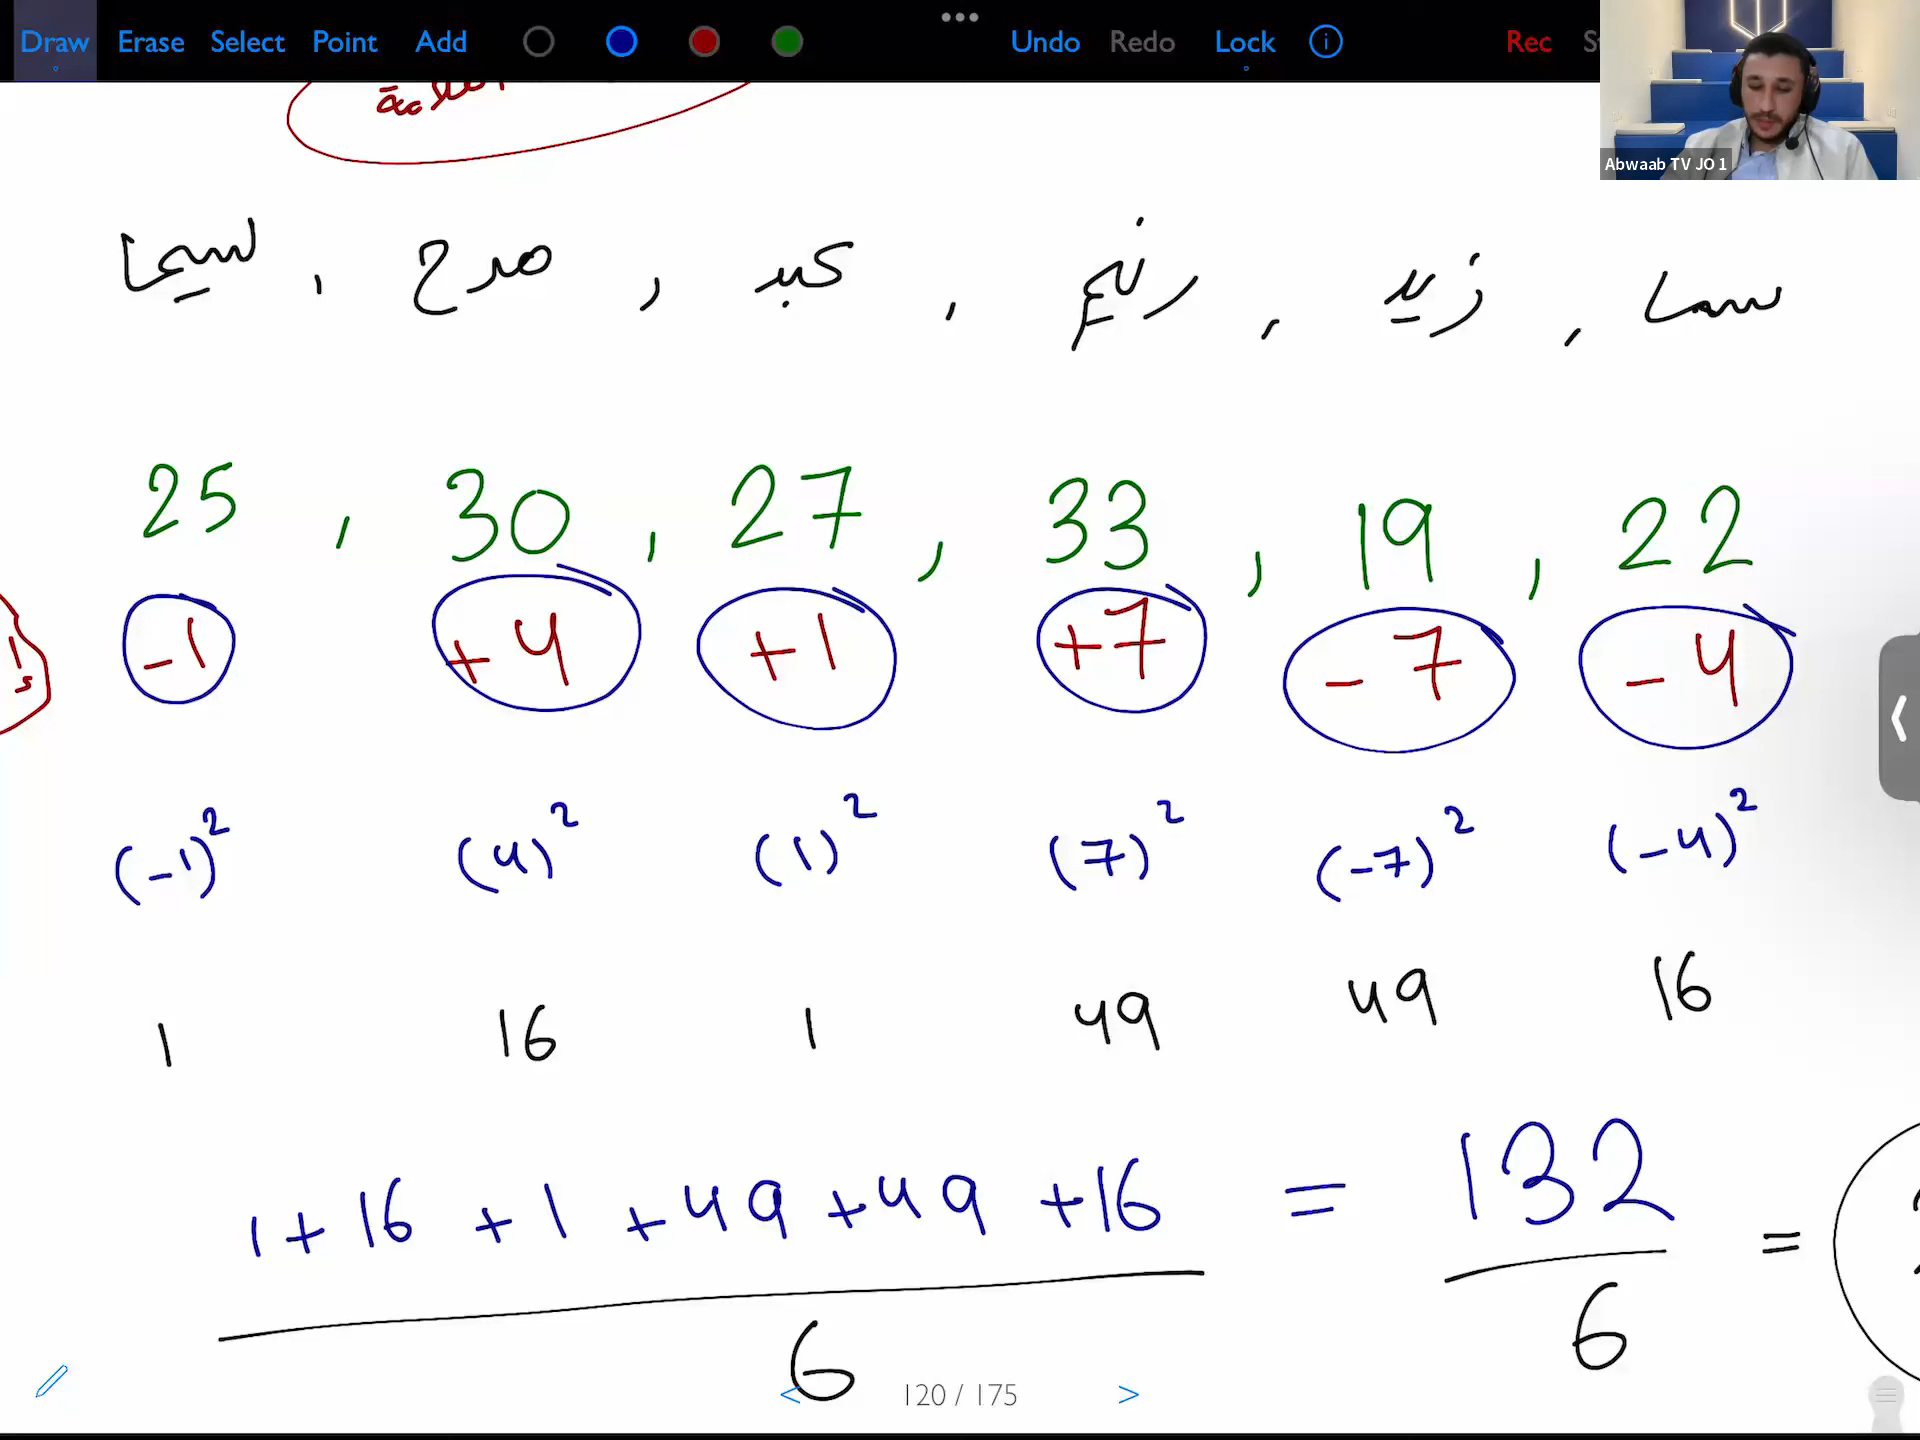 Draw Erase Select Point Add Undo Redo Lock Rec
Abwaab TV JO 1
سما , زيد , رنيم , عبد , فرح , سيما
25 , 30 , 27 , 33 , 19 , 22
-1 +4 +1 +7 -7 -4
(-1)² (4)² (1)² (7)² (-7)² (-4)²
1 16 1 49 49 16
1 + 16 + 1 + 49 + 49 + 16 = 132 =
6 6
120 / 175